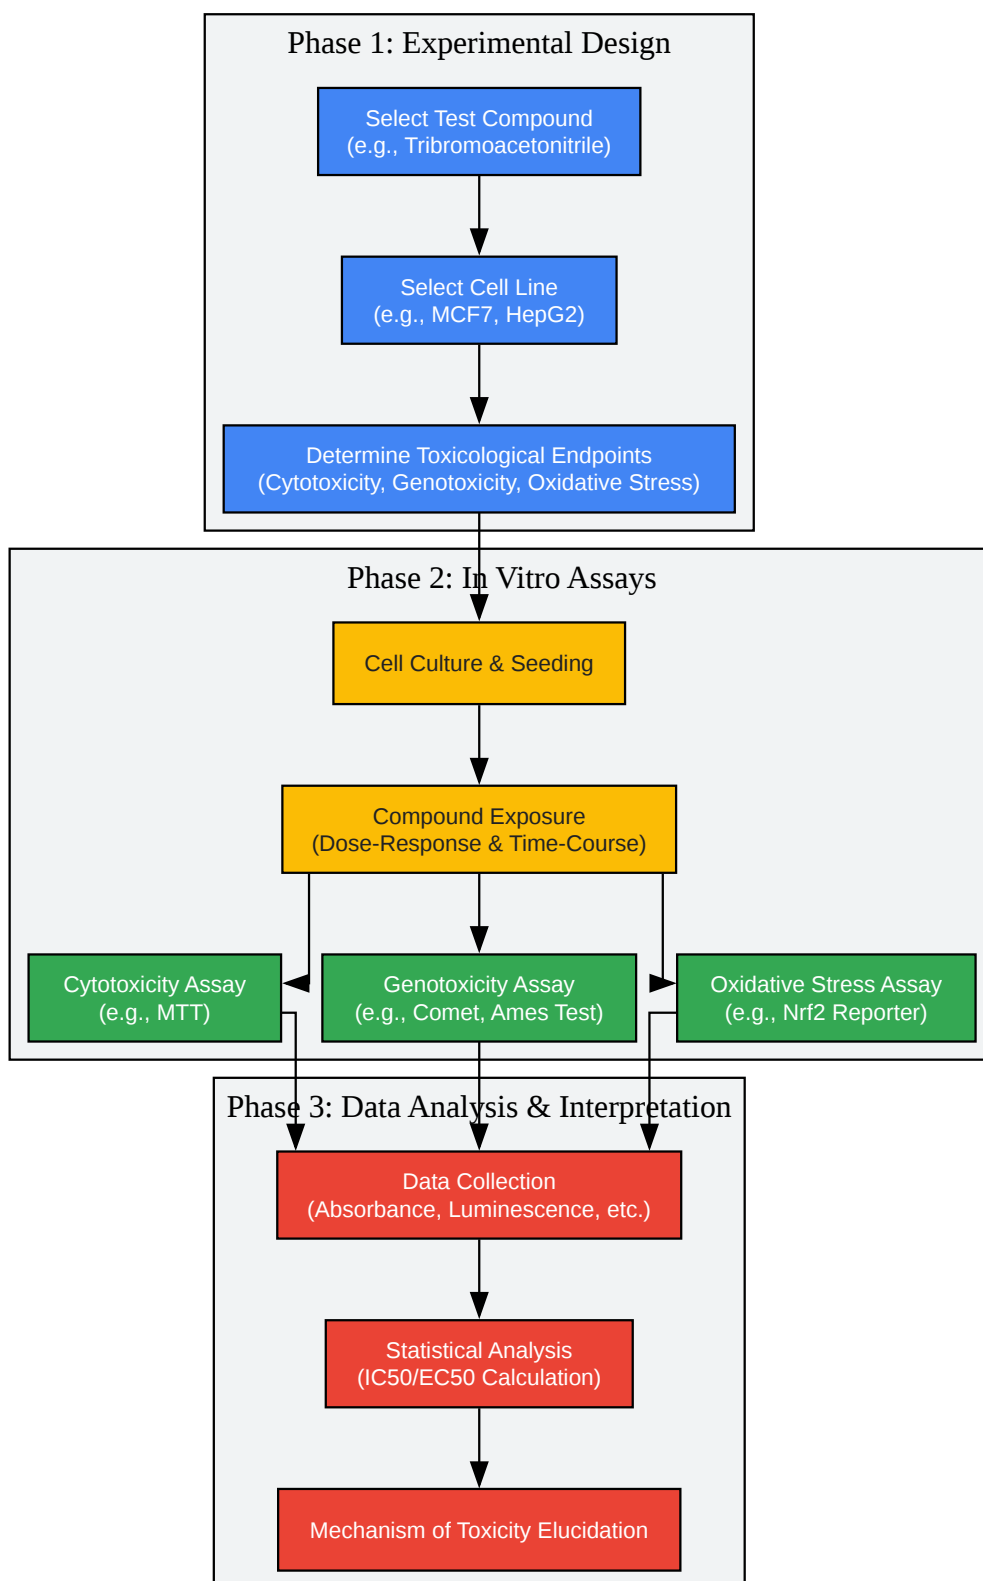 Phase 1: Experimental Design
Select Test Compound
(e.g., Tribromoacetonitrile)
Select Cell Line
(e.g., MCF7, HepG2)
Determine Toxicological Endpoints
(Cytotoxicity, Genotoxicity, Oxidative Stress)
Phase 2: In Vitro Assays
Cell Culture & Seeding
Compound Exposure
(Dose-Response & Time-Course)
Cytotoxicity Assay
(e.g., MTT)
Genotoxicity Assay
(e.g., Comet, Ames Test)
Oxidative Stress Assay
(e.g., Nrf2 Reporter)
Phase 3: Data Analysis & Interpretation
Data Collection
(Absorbance, Luminescence, etc.)
Statistical Analysis
(IC50/EC50 Calculation)
Mechanism of Toxicity Elucidation